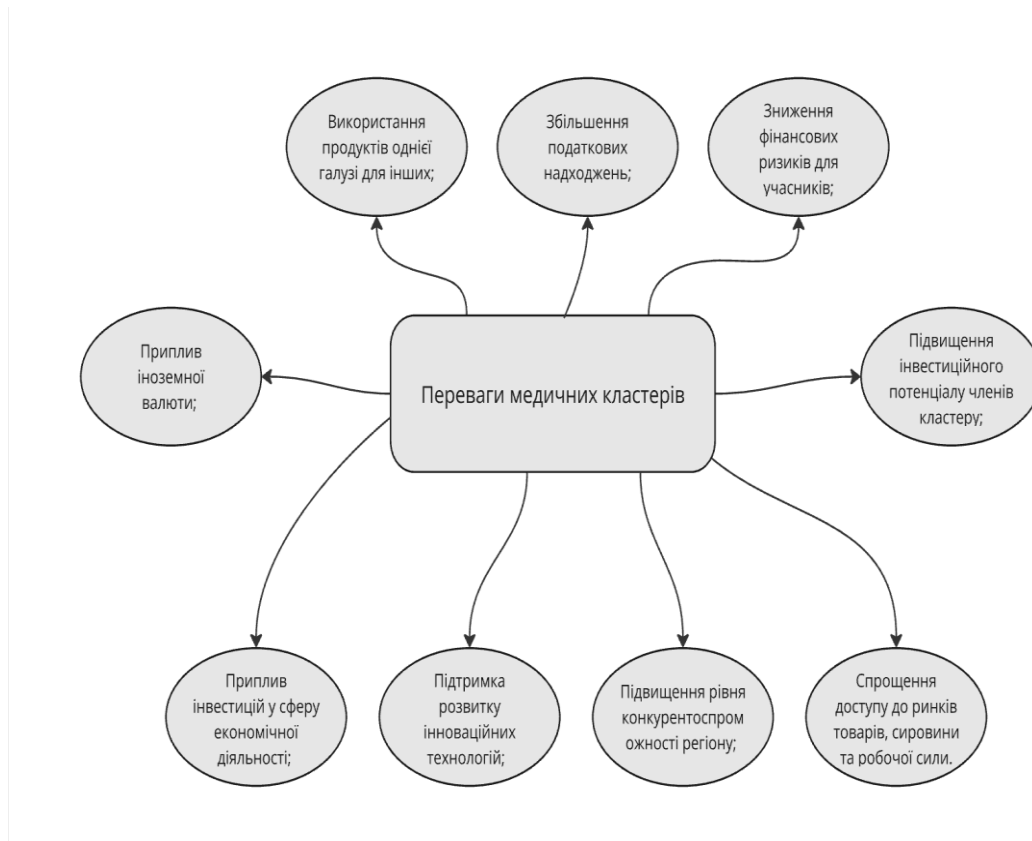 Використання
продуктів однієї
галузі для інших;
Збільшення
податкових
надходжень;
Зниження
фінансових
ризиків для
учасників;
Приплив
іноземної
валюти;
Переваги медичних кластерів
Підвищення
інвестиційного
потенціалу членів
кластеру;
Приплив
інвестицій у сферу
економічної
діяльності;
Підтримка
розвитку
інноваційних
технологій;
Підвищення рівня
конкурентоспром
ожності регіону;
Спрощення
доступу до ринків
товарів, сировини
та робочої сили.